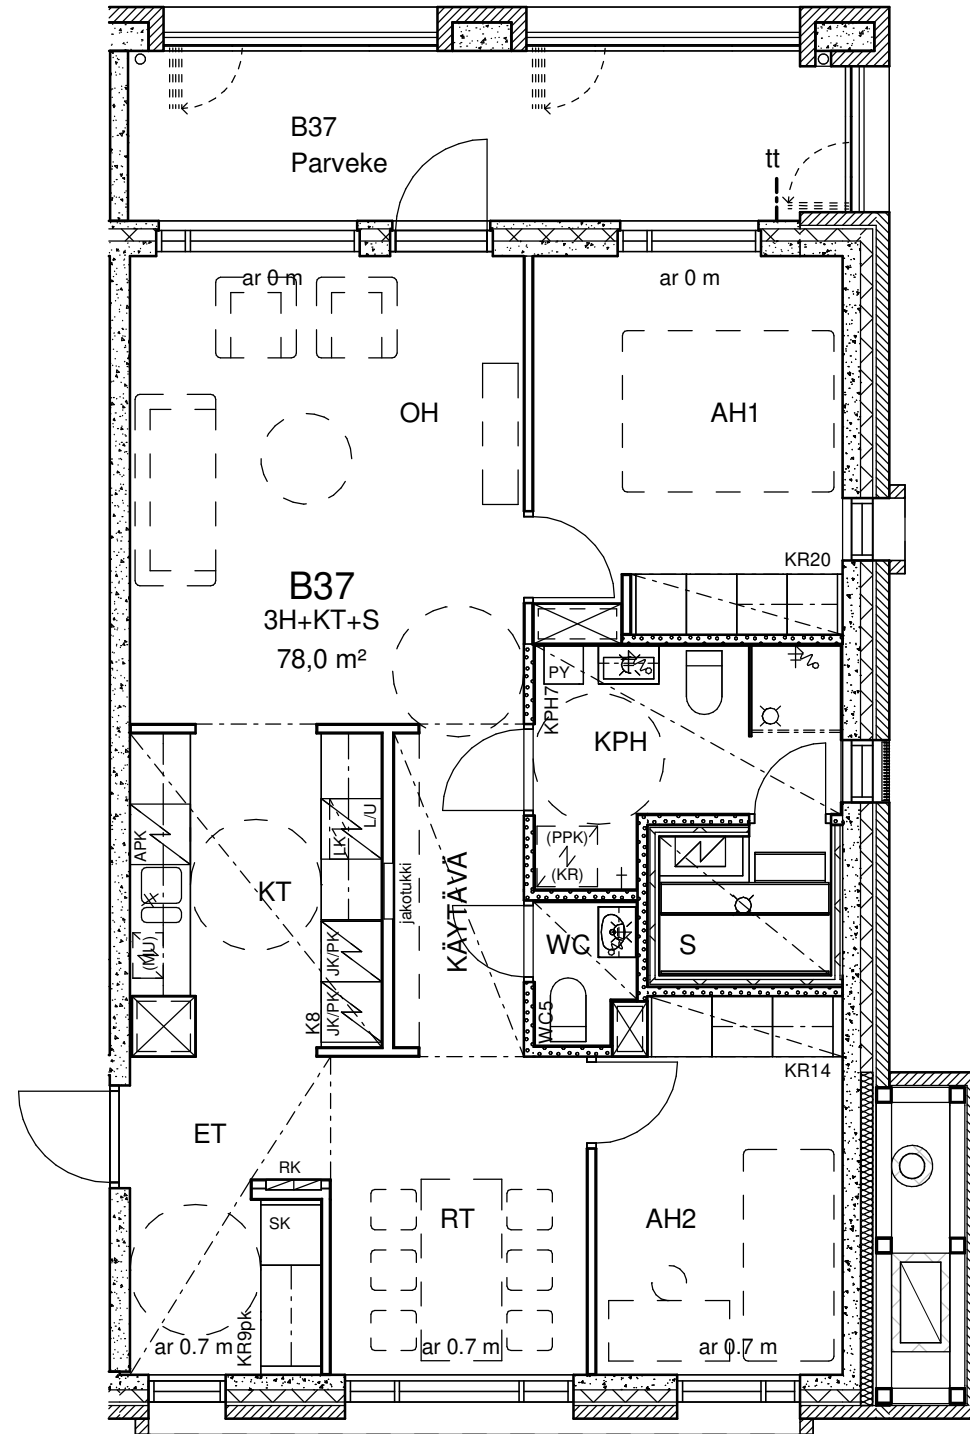 B37
Parveke
tt
ar 0 m
ar 0 m
OH
AH1
KR20
B37
3H+KT+S
78,0 m²
PY
KPH7
KPH
APK
LK
L/U
(PPK)
(KR)
KT
jakotukki
KÄYTÄVÄ
(MU)
JK/PK
JK/PK
K8
WC
WC5
S
KR14
ET
RK
SK
RT
AH2
KR9pk
ar 0.7 m
ar 0.7 m
ar 0.7 m